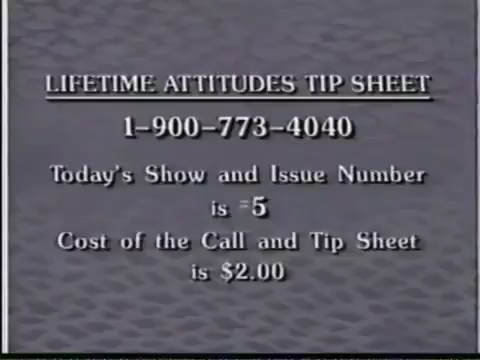 LIFETIME ATTITUDES TIP SHEET
1-900-773-4040
Today's Show and Issue Number
is #5
Cost of the Call and Tip Sheet
is $2.00